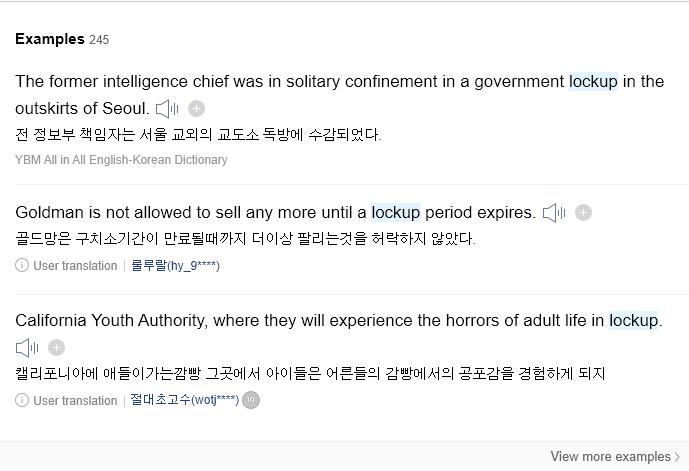 Examples 245
The former intelligence chief was in solitary confinement in a government lockup in the
outskirts of Seoul.
전 정보부 책임자는 서울 교외의 교도소 독방에 수감되었다.
YBM All in All English-Korean Dictionary
Goldman is not allowed to sell any more until a lockup period expires.
골드망은 구치소기간이 만료될때까지 더이상 팔리는것을 허락하지 않았다.
User translation | 룰루랄(hy_9****)
California Youth Authority, where they will experience the horrors of adult life in lockup.
캘리포니아에 애들이가는깜빵 그곳에서 아이들은 어른들의 감빵에서의 공포감을 경험하게 되지
User translation | 절대초고수(wotj****) 10
View more examples >